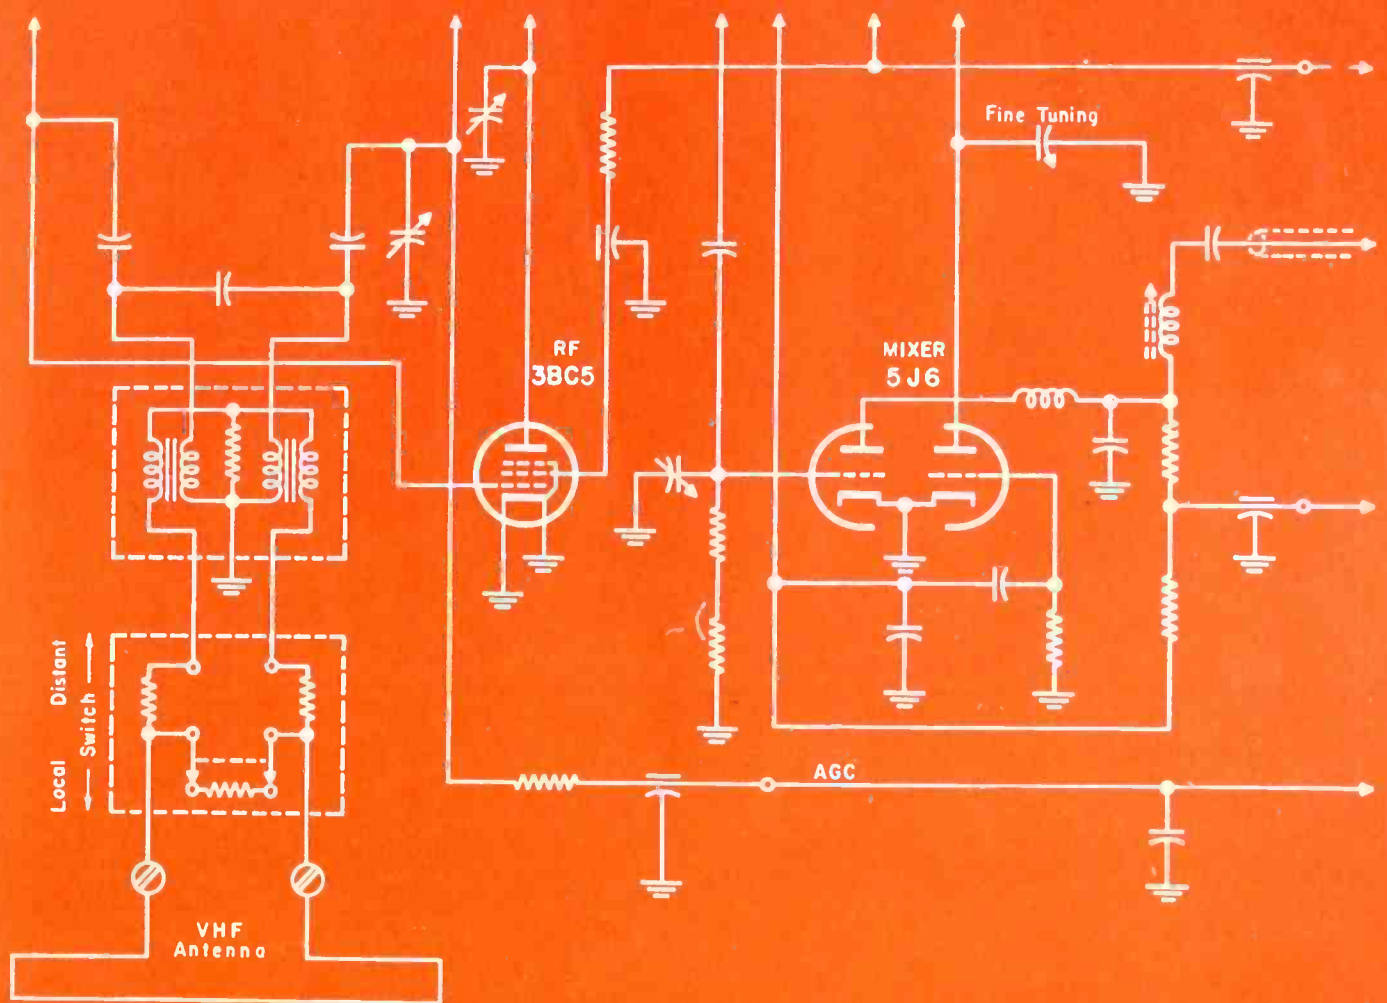 Fine Tuning
RF
3BC5
MIXER
5J6
Local Distant
Switch
AGC
VHF
Antenna